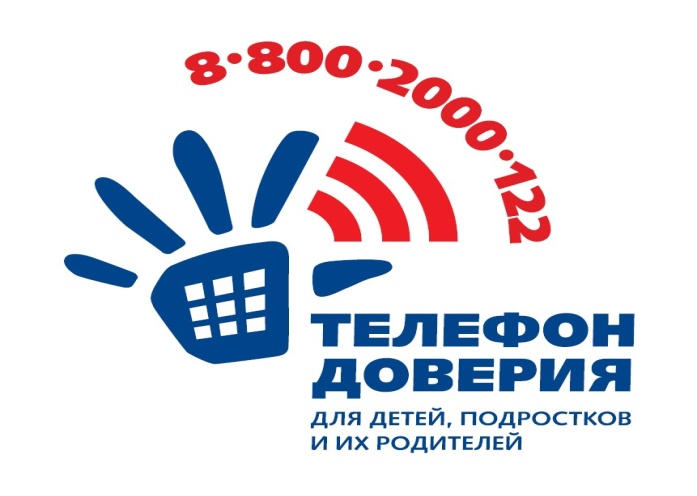 8·800·2000·122
ТЕЛЕФОН
ДОВЕРИЯ
ДЛЯ ДЕТЕЙ, ПОДРОСТКОВ
И ИХ РОДИТЕЛЕЙ